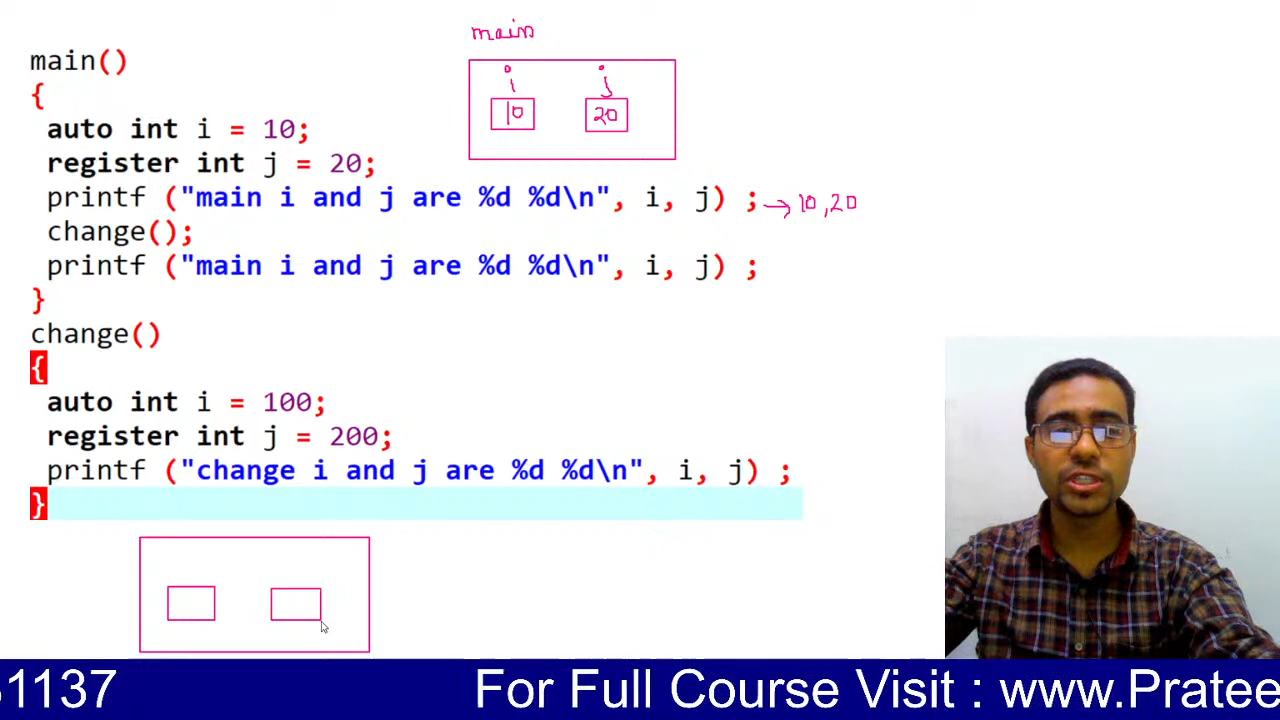 main
main()
{
i j
auto int i = 10;
10 20
register int j = 20;
printf ("main i and j are %d %d\n", i, j) ; → 10,20
change();
printf ("main i and j are %d %d\n", i, j) ;
}
change()
{
auto int i = 100;
register int j = 200;
printf ("change i and j are %d %d\n", i, j) ;
}
1137 For Full Course Visit : www.Pratee